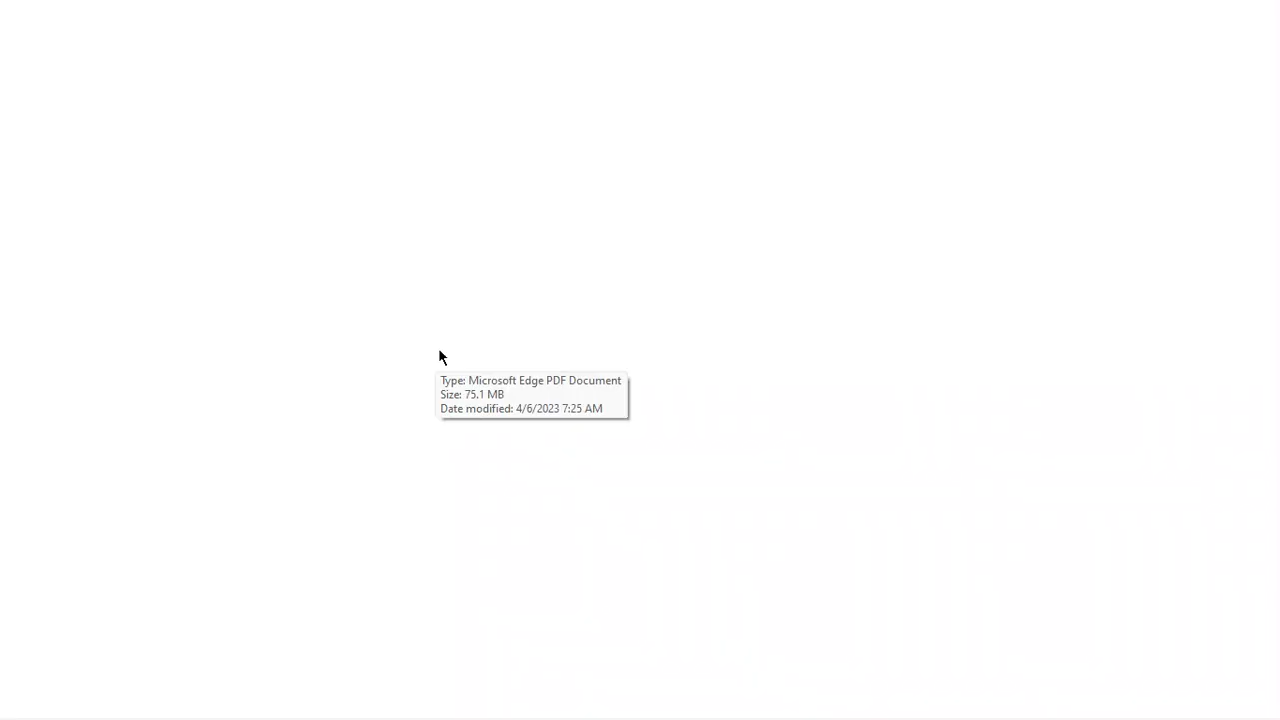 Type: Microsoft Edge PDF Document
Size: 75.1 MB
Date modified: 4/6/2023 7:25 AM